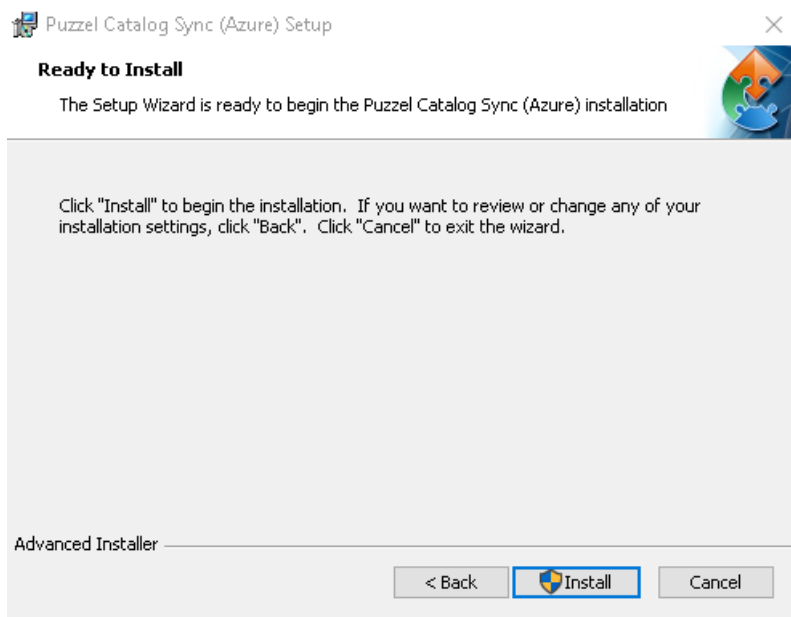 Puzzel Catalog Sync (Azure) Setup
Ready to Install
The Setup Wizard is ready to begin the Puzzel Catalog Sync (Azure) installation
Click "Install" to begin the installation.  If you want to review or change any of your
installation settings, click "Back".  Click "Cancel" to exit the wizard.
Advanced Installer
< Back
Install
Cancel